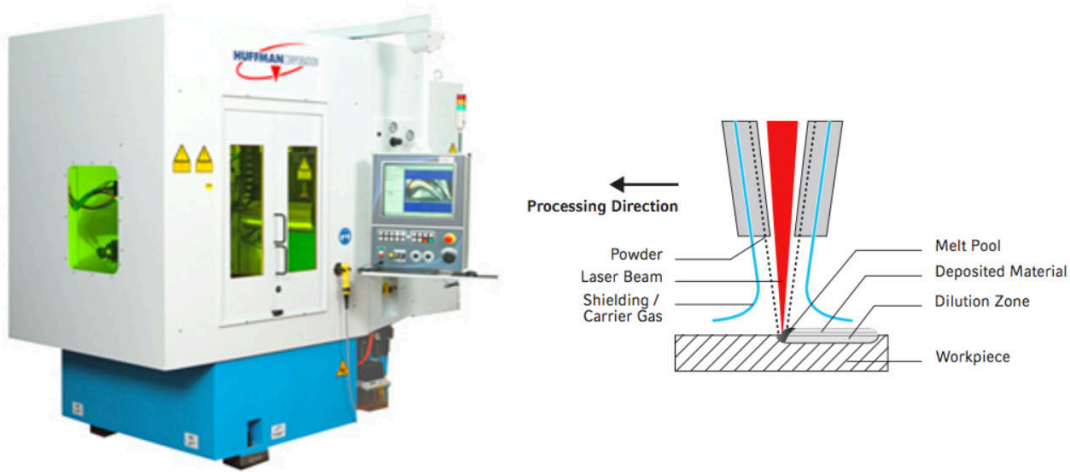 HUFFMAN CORPORATION
Processing Direction
Powder
Laser Beam
Shielding /
Carrier Gas
Melt Pool
Deposited Material
Dilution Zone
Workpiece